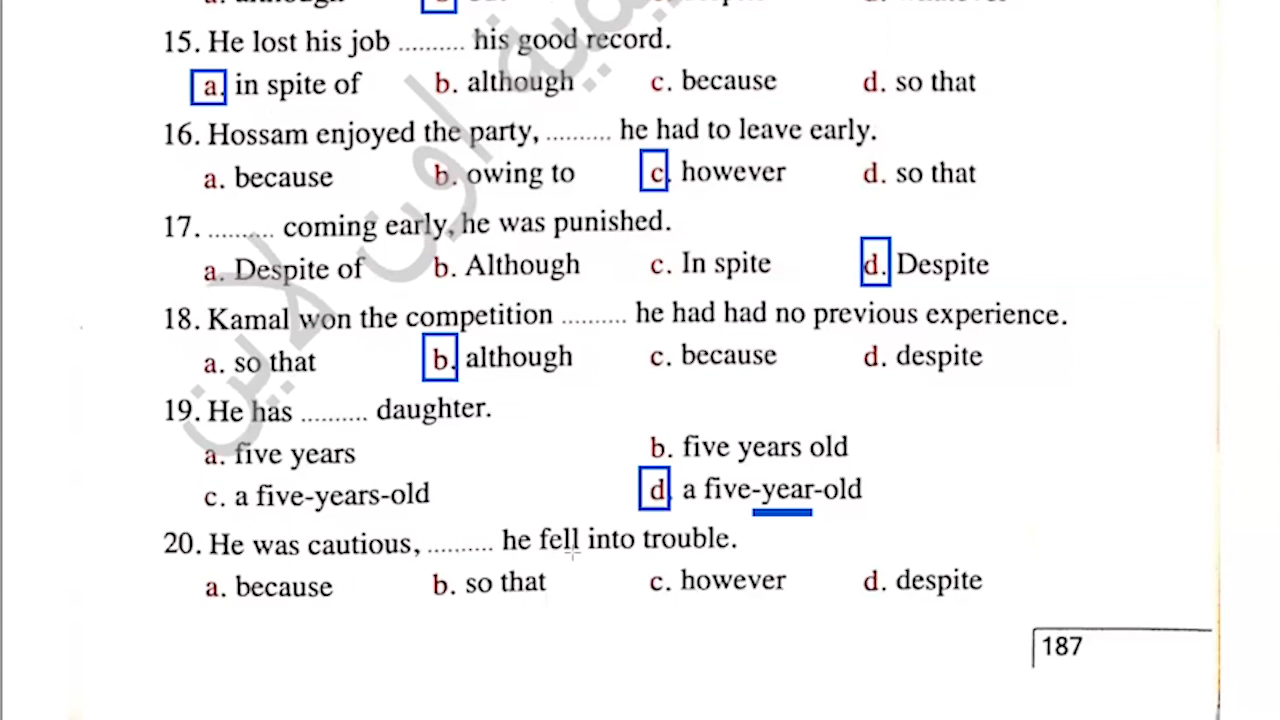 15. He lost his job .......... his good record.
a. in spite of b. although c. because d. so that
16. Hossam enjoyed the party, .......... he had to leave early.
a. because b. owing to c. however d. so that
17. .......... coming early, he was punished.
a. Despite of b. Although c. In spite d. Despite
18. Kamal won the competition .......... he had had no previous experience.
a. so that b. although c. because d. despite
19. He has .......... daughter.
a. five years b. five years old
c. a five-years-old d. a five-year-old
20. He was cautious, .......... he fell into trouble.
a. because b. so that c. however d. despite
187
اون لاين